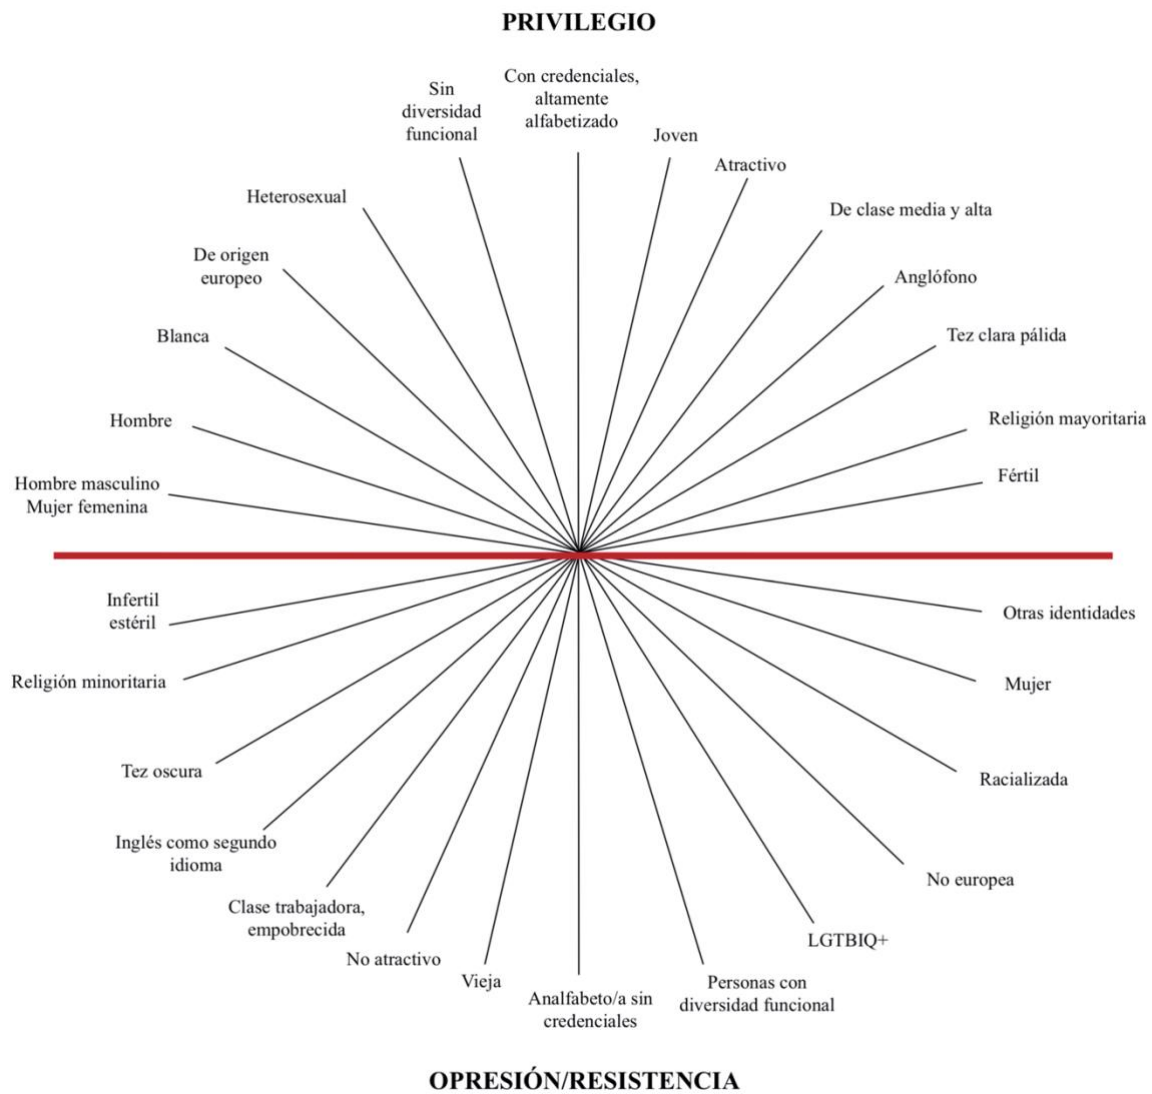 PRIVILEGIO
Sin
diversidad
funcional
Con credenciales,
altamente
alfabetizado
Joven
Atractivo
Heterosexual
De clase media y alta
De origen
europeo
Anglófono
Blanca
Tez clara pálida
Hombre
Religión mayoritaria
Hombre masculino
Mujer femenina
Fértil
Infertil
estéril
Otras identidades
Religión minoritaria
Mujer
Tez oscura
Racializada
Inglés como segundo
idioma
No europea
Clase trabajadora,
empobrecida
LGTBIQ+
No atractivo
Vieja
Analfabeto/a sin
credenciales
Personas con
diversidad funcional
OPRESIÓN/RESISTENCIA